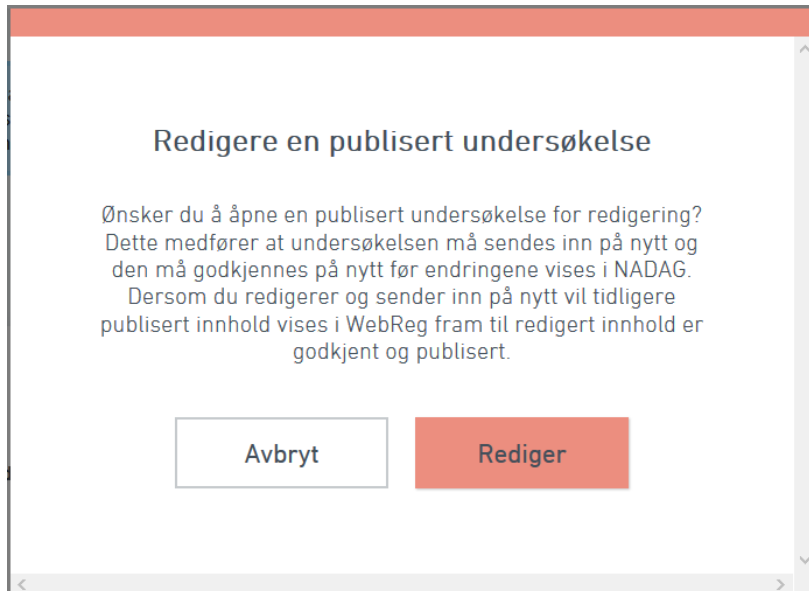 Redigere en publisert undersøkelse
Ønsker du å åpne en publisert undersøkelse for redigering?
Dette medfører at undersøkelsen må sendes inn på nytt og
den må godkjennes på nytt før endringene vises i NADAG.
Dersom du redigerer og sender inn på nytt vil tidligere
publisert innhold vises i WebReg fram til redigert innhold er
godkjent og publisert.
Avbryt
Rediger